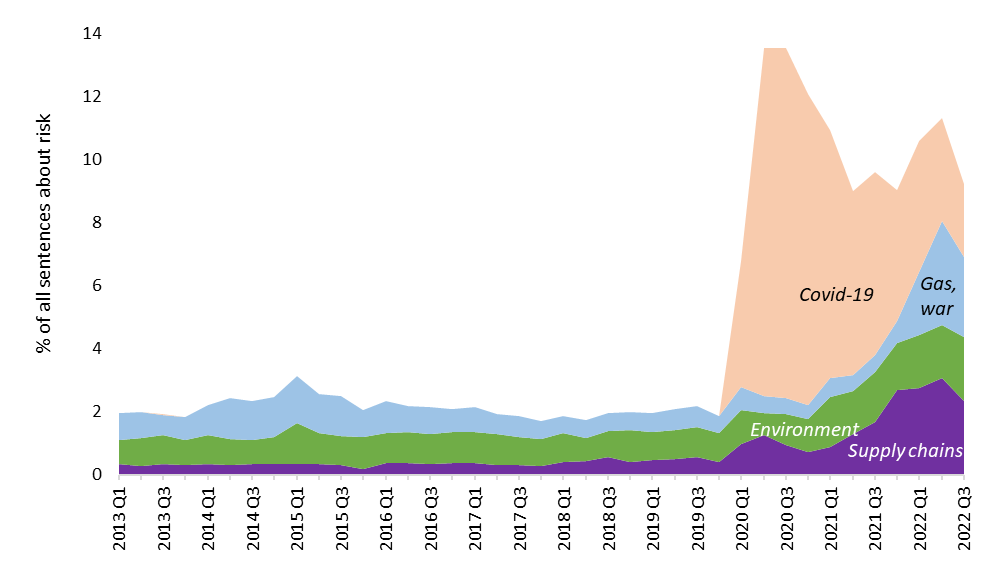 % of all sentences about risk
14
12
10
8
6
4
2
0
Covid-19
Gas,
war
Environment
Supply chains
2013 Q1
2013 Q3
2014 Q1
2014 Q3
2015 Q1
2015 Q3
2016 Q1
2016 Q3
2017 Q1
2017 Q3
2018 Q1
2018 Q3
2019 Q1
2019 Q3
2020 Q1
2020 Q3
2021 Q1
2021 Q3
2022 Q1
2022 Q3